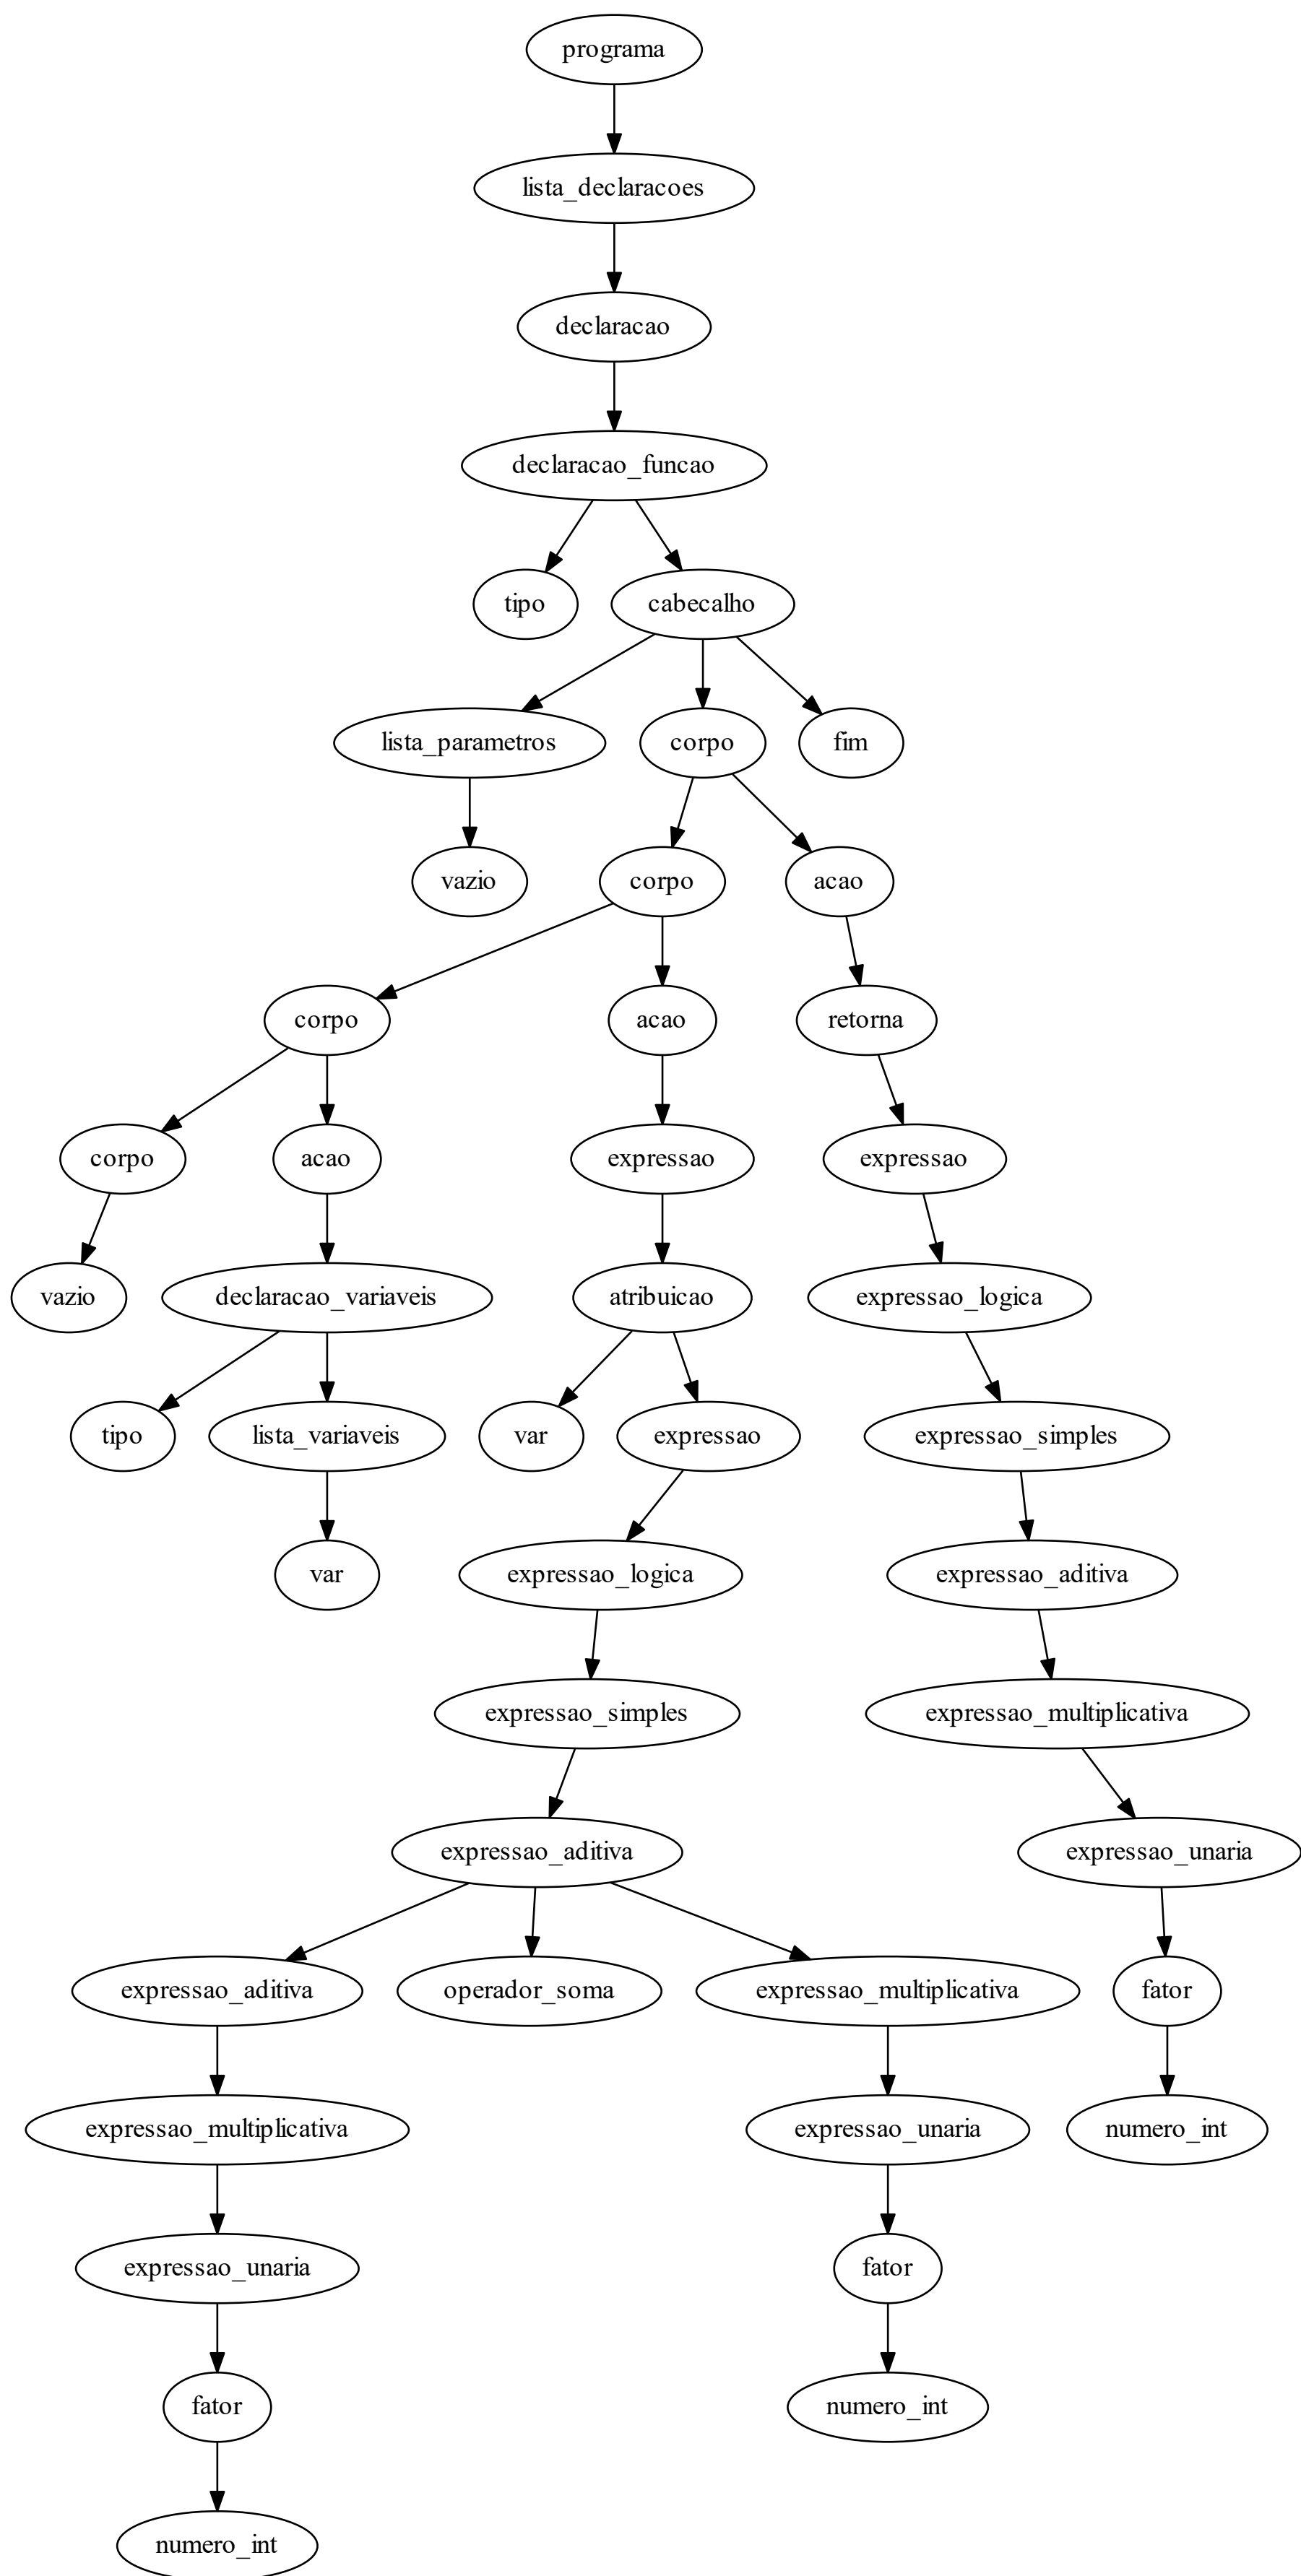 programa
lista_declaracoes
declaracao
declaracao_funcao
tipo
cabecalho
lista_parametros
corpo
fim
vazio
corpo
acao
corpo
acao
retorna
corpo
acao
expressao
expressao
vazio
declaracao_variaveis
atribuicao
expressao_logica
tipo
lista_variaveis
var
expressao
expressao_simples
var
expressao_logica
expressao_aditiva
expressao_simples
expressao_multiplicativa
expressao_aditiva
expressao_unaria
expressao_aditiva
operador_soma
expressao_multiplicativa
fator
expressao_multiplicativa
expressao_unaria
numero_int
expressao_unaria
fator
fator
numero_int
numero_int